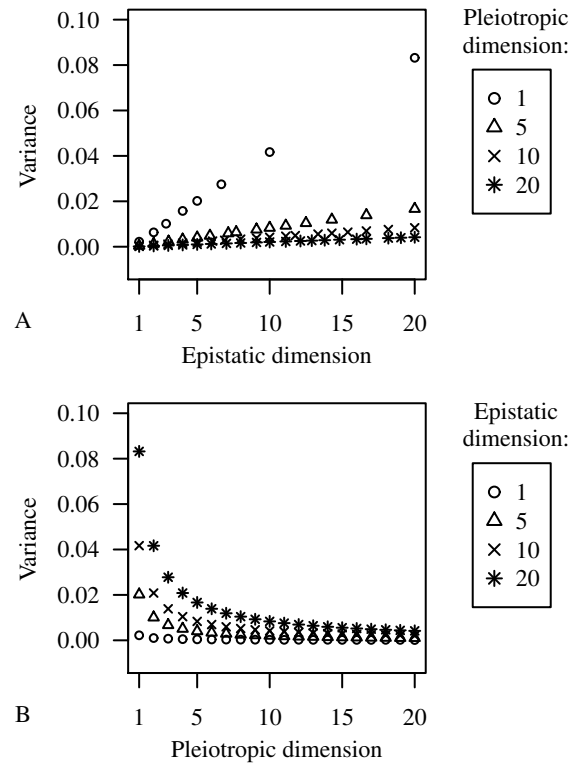 Pleiotropic
dimension:
1
5
10
20
0.10
0.08
0.06
0.04
0.02
0.00
Variance
1 5 10 15 20
Epistatic dimension
A
Epistatic
dimension:
1
5
10
20
0.10
0.08
0.06
0.04
0.02
0.00
Variance
1 5 10 15 20
Pleiotropic dimension
B